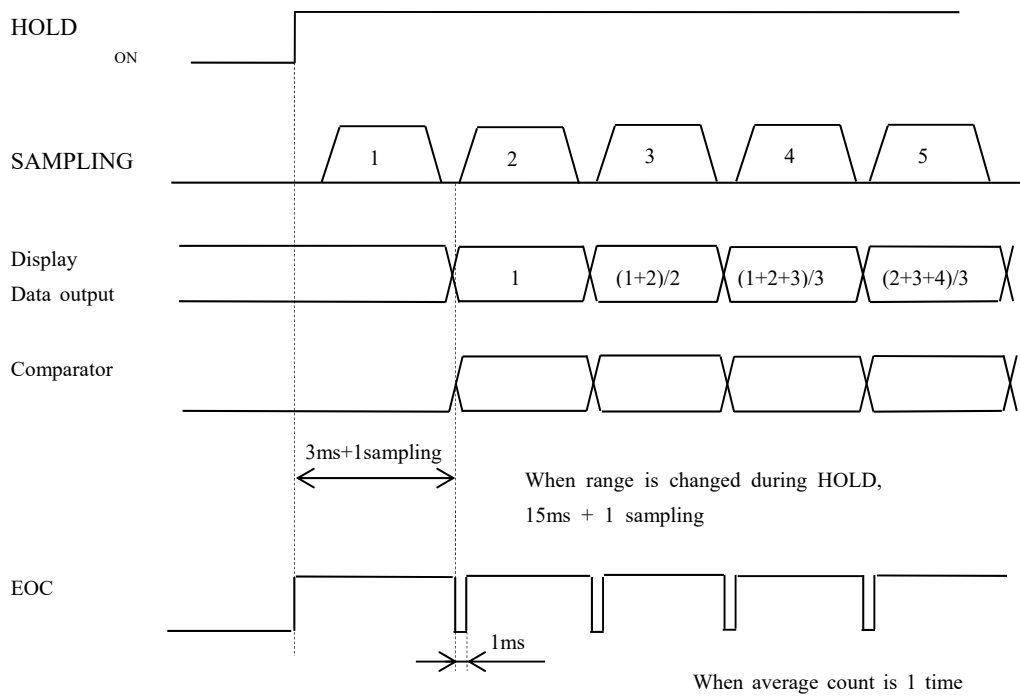 HOLD
ON
SAMPLING
1
2
3
4
5
Display
Data output
1
(1+2)/2
(1+2+3)/3
(2+3+4)/3
Comparator
3ms+1sampling
When range is changed during HOLD,
15ms + 1 sampling
EOC
1ms
When average count is 1 time